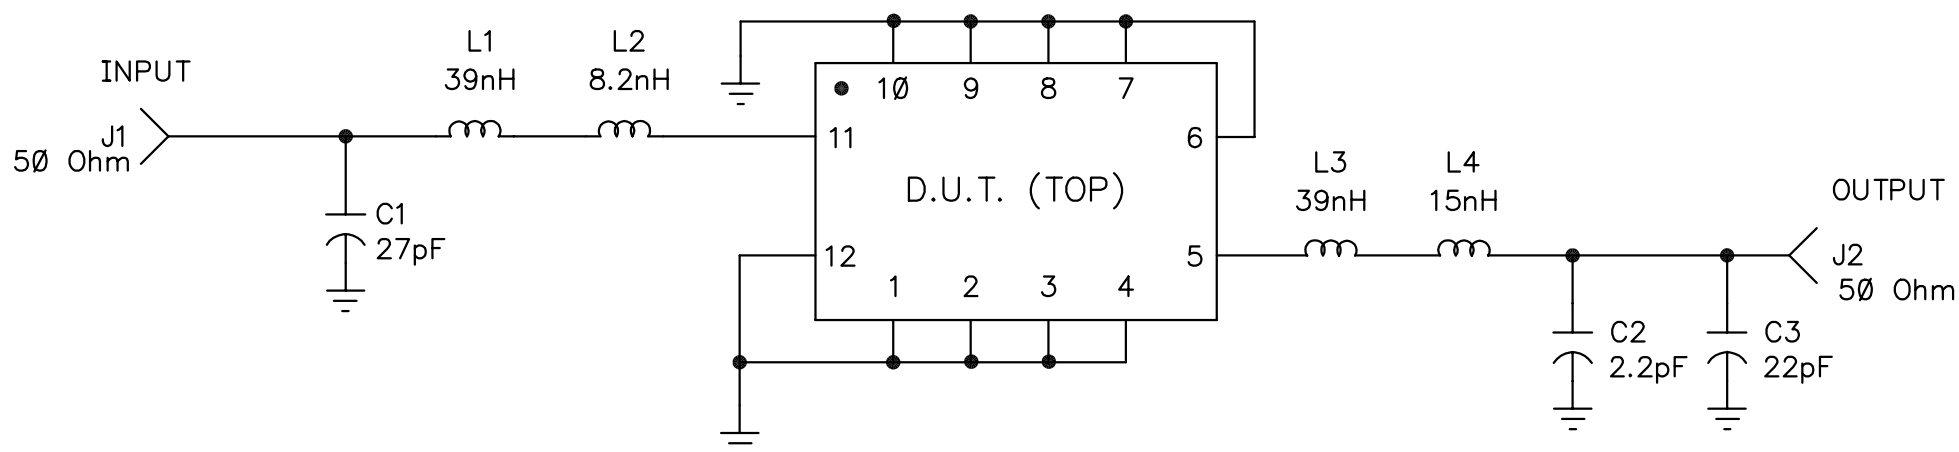 INPUT
J1
5Ø Ohm
L1
39nH
L2
8.2nH
C1
27pF
1Ø 9 8 7
11
6
D.U.T. (TOP)
12
5
1 2 3 4
L3
39nH
L4
15nH
OUTPUT
J2
5Ø Ohm
C2
2.2pF
C3
22pF